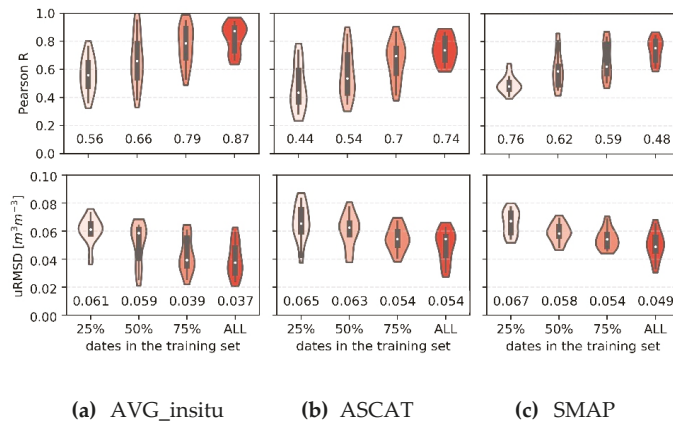 Pearson R
1.0
0.8
0.6
0.4
0.2
0.0
0.56 0.66 0.79 0.87
0.44 0.54 0.7 0.74
0.76 0.62 0.59 0.48
uRMSD [m³m⁻³]
0.10
0.08
0.06
0.04
0.02
0.00
0.061 0.059 0.039 0.037
0.065 0.063 0.054 0.054
0.067 0.058 0.054 0.049
25% 50% 75% ALL
25% 50% 75% ALL
25% 50% 75% ALL
dates in the training set
dates in the training set
dates in the training set
(a) AVG_insitu
(b) ASCAT
(c) SMAP